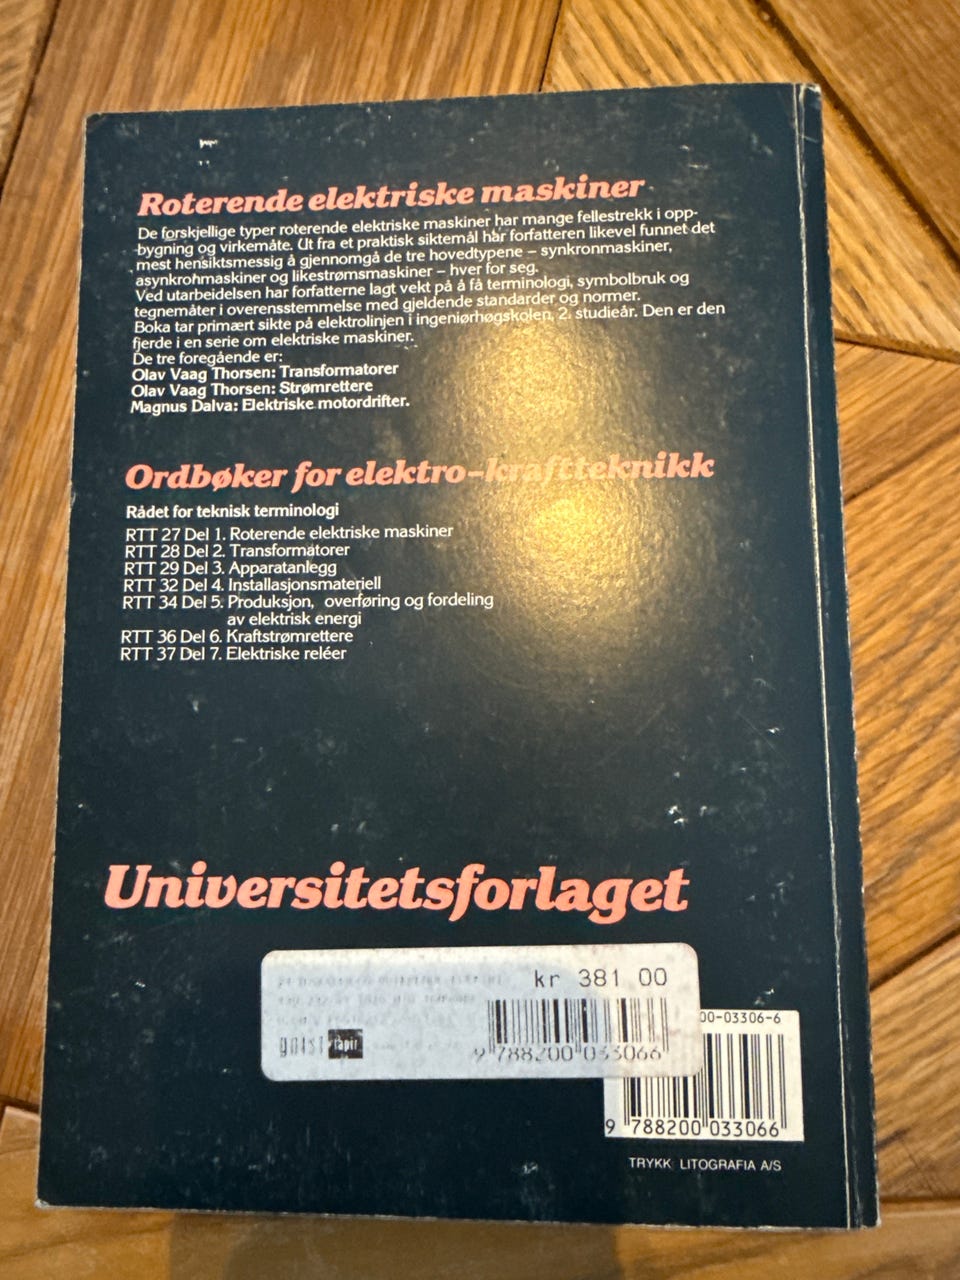 Roterende elektriske maskiner
De forskjellige typer roterende elektriske maskiner har mange fellestrekk i opp-
bygning og virkemåte. Ut fra et praktisk siktemål har forfatteren likevel funnet det
mest hensiktsmessig å gjennomgå de tre hovedtypene – synkronmaskiner,
asynkrohmaskiner og likestrømsmaskiner – hver for seg.
Ved utarbeidelsen har forfatterne lagt vekt på å få terminologi, symbolbruk og
tegnemåter i overensstemmelse med gjeldende standarder og normer.
Boka tar primært sikte på elektrolinjen i ingeniørhøgskolen, 2. studieår. Den er den
fjerde i en serie om elektriske maskiner.
De tre foregående er:
Olav Vaag Thorsen: Transformatorer
Olav Vaag Thorsen: Strømrettere
Magnus Dalva: Elektriske motordrifter.
Ordbøker for elektro-kraftteknikk
Rådet for teknisk terminologi
RTT 27 Del 1. Roterende elektriske maskiner
RTT 28 Del 2. Transformatorer
RTT 29 Del 3. Apparatanlegg
RTT 32 Del 4. Installasjonsmateriell
RTT 34 Del 5. Produksjon, overføring og fordeling
av elektrisk energi
RTT 36 Del 6. Kraftstrømrettere
RTT 37 Del 7. Elektriske reléer
Universitetsforlaget
kr 381 00
9 788200 033066
00-03306-6
9 788200 033066
TRYKK: LITOGRAFIA A/S